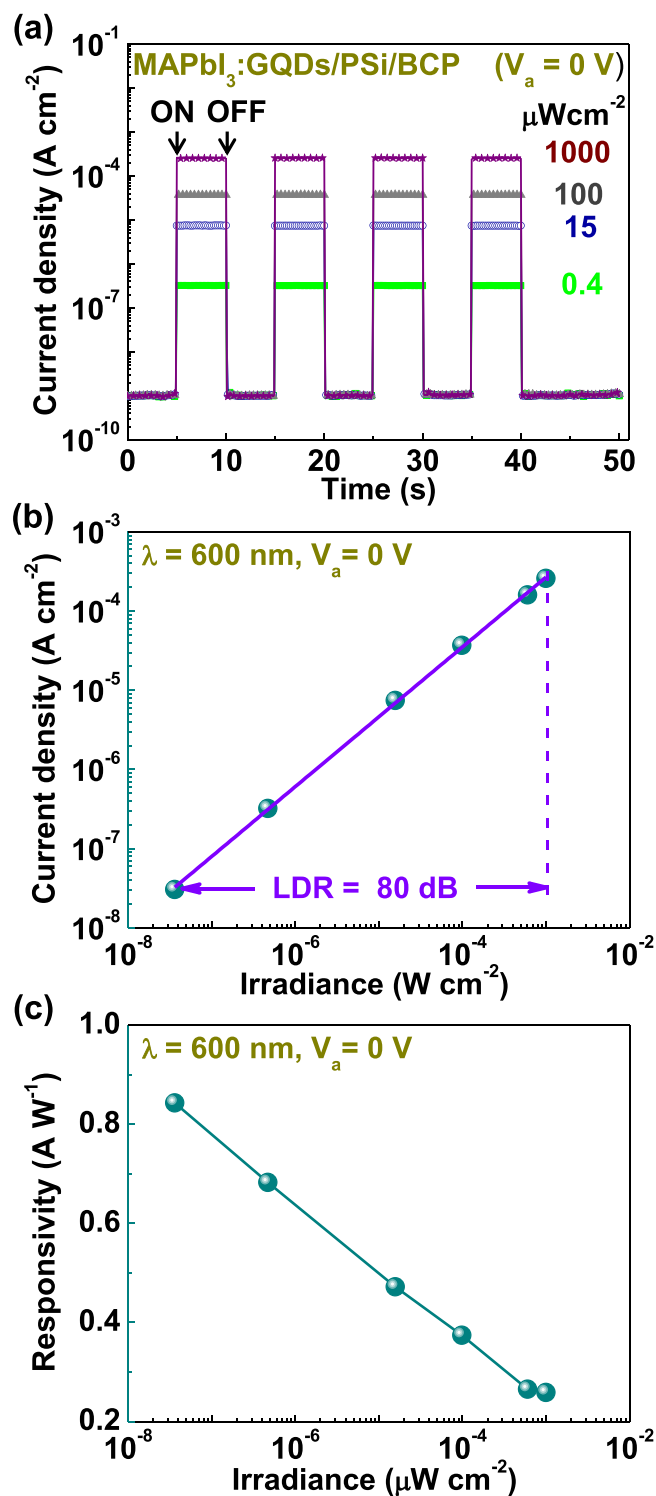 (a)
10⁻¹
MAPbI₃:GQDs/PSi/BCP (Vₐ = 0 V)
ON OFF
μWcm⁻²
1000
10⁻⁴
100
15
0.4
10⁻⁷
10⁻¹⁰
Current density (A cm⁻²)
0 10 20 30 40 50
Time (s)
(b)
10⁻³
λ = 600 nm, Vₐ= 0 V
10⁻⁴
10⁻⁵
10⁻⁶
10⁻⁷
LDR = 80 dB
10⁻⁸
Current density (A cm⁻²)
10⁻⁸ 10⁻⁶ 10⁻⁴ 10⁻²
Irradiance (W cm⁻²)
(c)
1.0
λ = 600 nm, Vₐ= 0 V
0.8
0.6
0.4
0.2
Responsivity (A W⁻¹)
10⁻⁸ 10⁻⁶ 10⁻⁴ 10⁻²
Irradiance (μW cm⁻²)